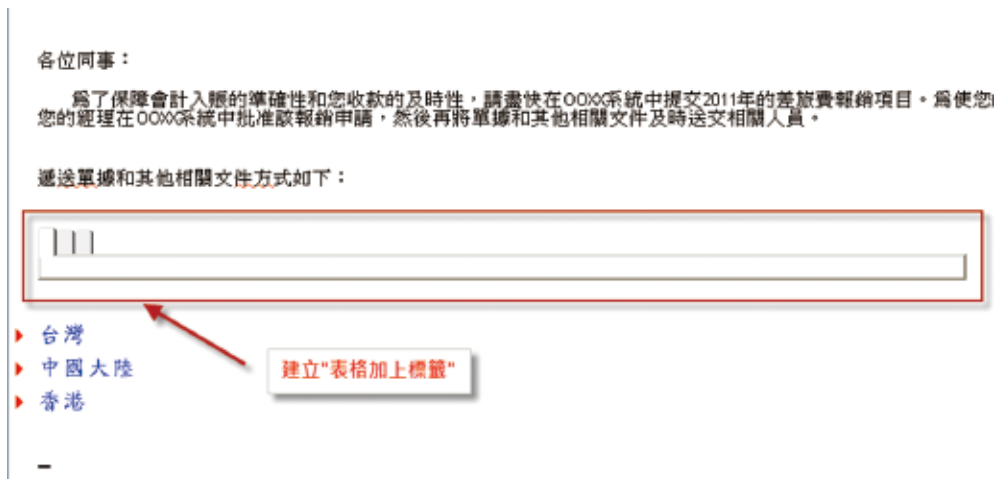 各位同事：
為了保障會計入賬的準確性和您收款的及時性，請盡快在OOXX系統中提交2011年的差旅費報銷項目。為使您
您的經理在OOXX系統中批准該報銷申請，然後再將單據和其他相關文件及時送交相關人員。
遞送單據和其他相關文件方式如下：
台灣
中國大陸
香港
建立"表格加上標籤"